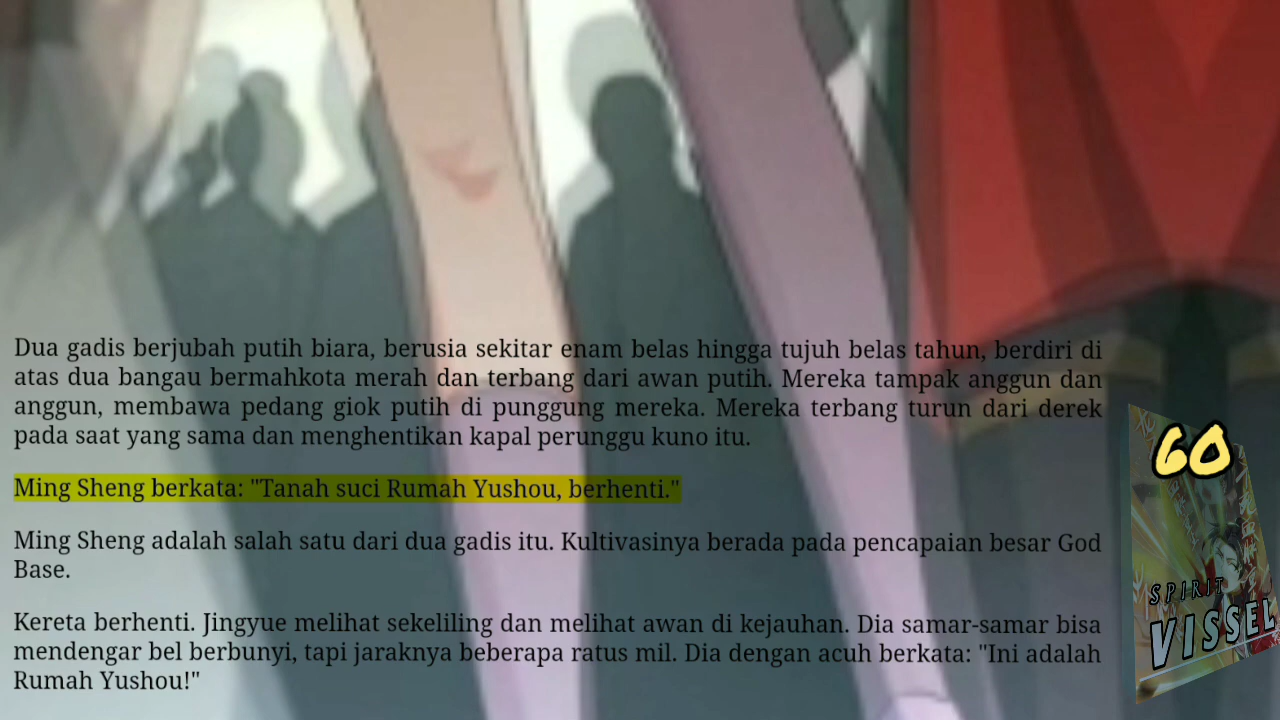 Dua gadis berjubah putih biara, berusia sekitar enam belas hingga tujuh belas tahun, berdiri di
atas dua bangau bermahkota merah dan terbang dari awan putih. Mereka tampak anggun dan
anggun, membawa pedang giok putih di punggung mereka. Mereka terbang turun dari derek
pada saat yang sama dan menghentikan kapal perunggu kuno itu.
Ming Sheng berkata: "Tanah suci Rumah Yushou, berhenti."
Ming Sheng adalah salah satu dari dua gadis itu. Kultivasinya berada pada pencapaian besar God
Base.
Kereta berhenti. Jingyue melihat sekeliling dan melihat awan di kejauhan. Dia samar-samar bisa
mendengar bel berbunyi, tapi jaraknya beberapa ratus mil. Dia dengan acuh berkata: "Ini adalah
Rumah Yushou!"
60
SPIRIT
VISSEL